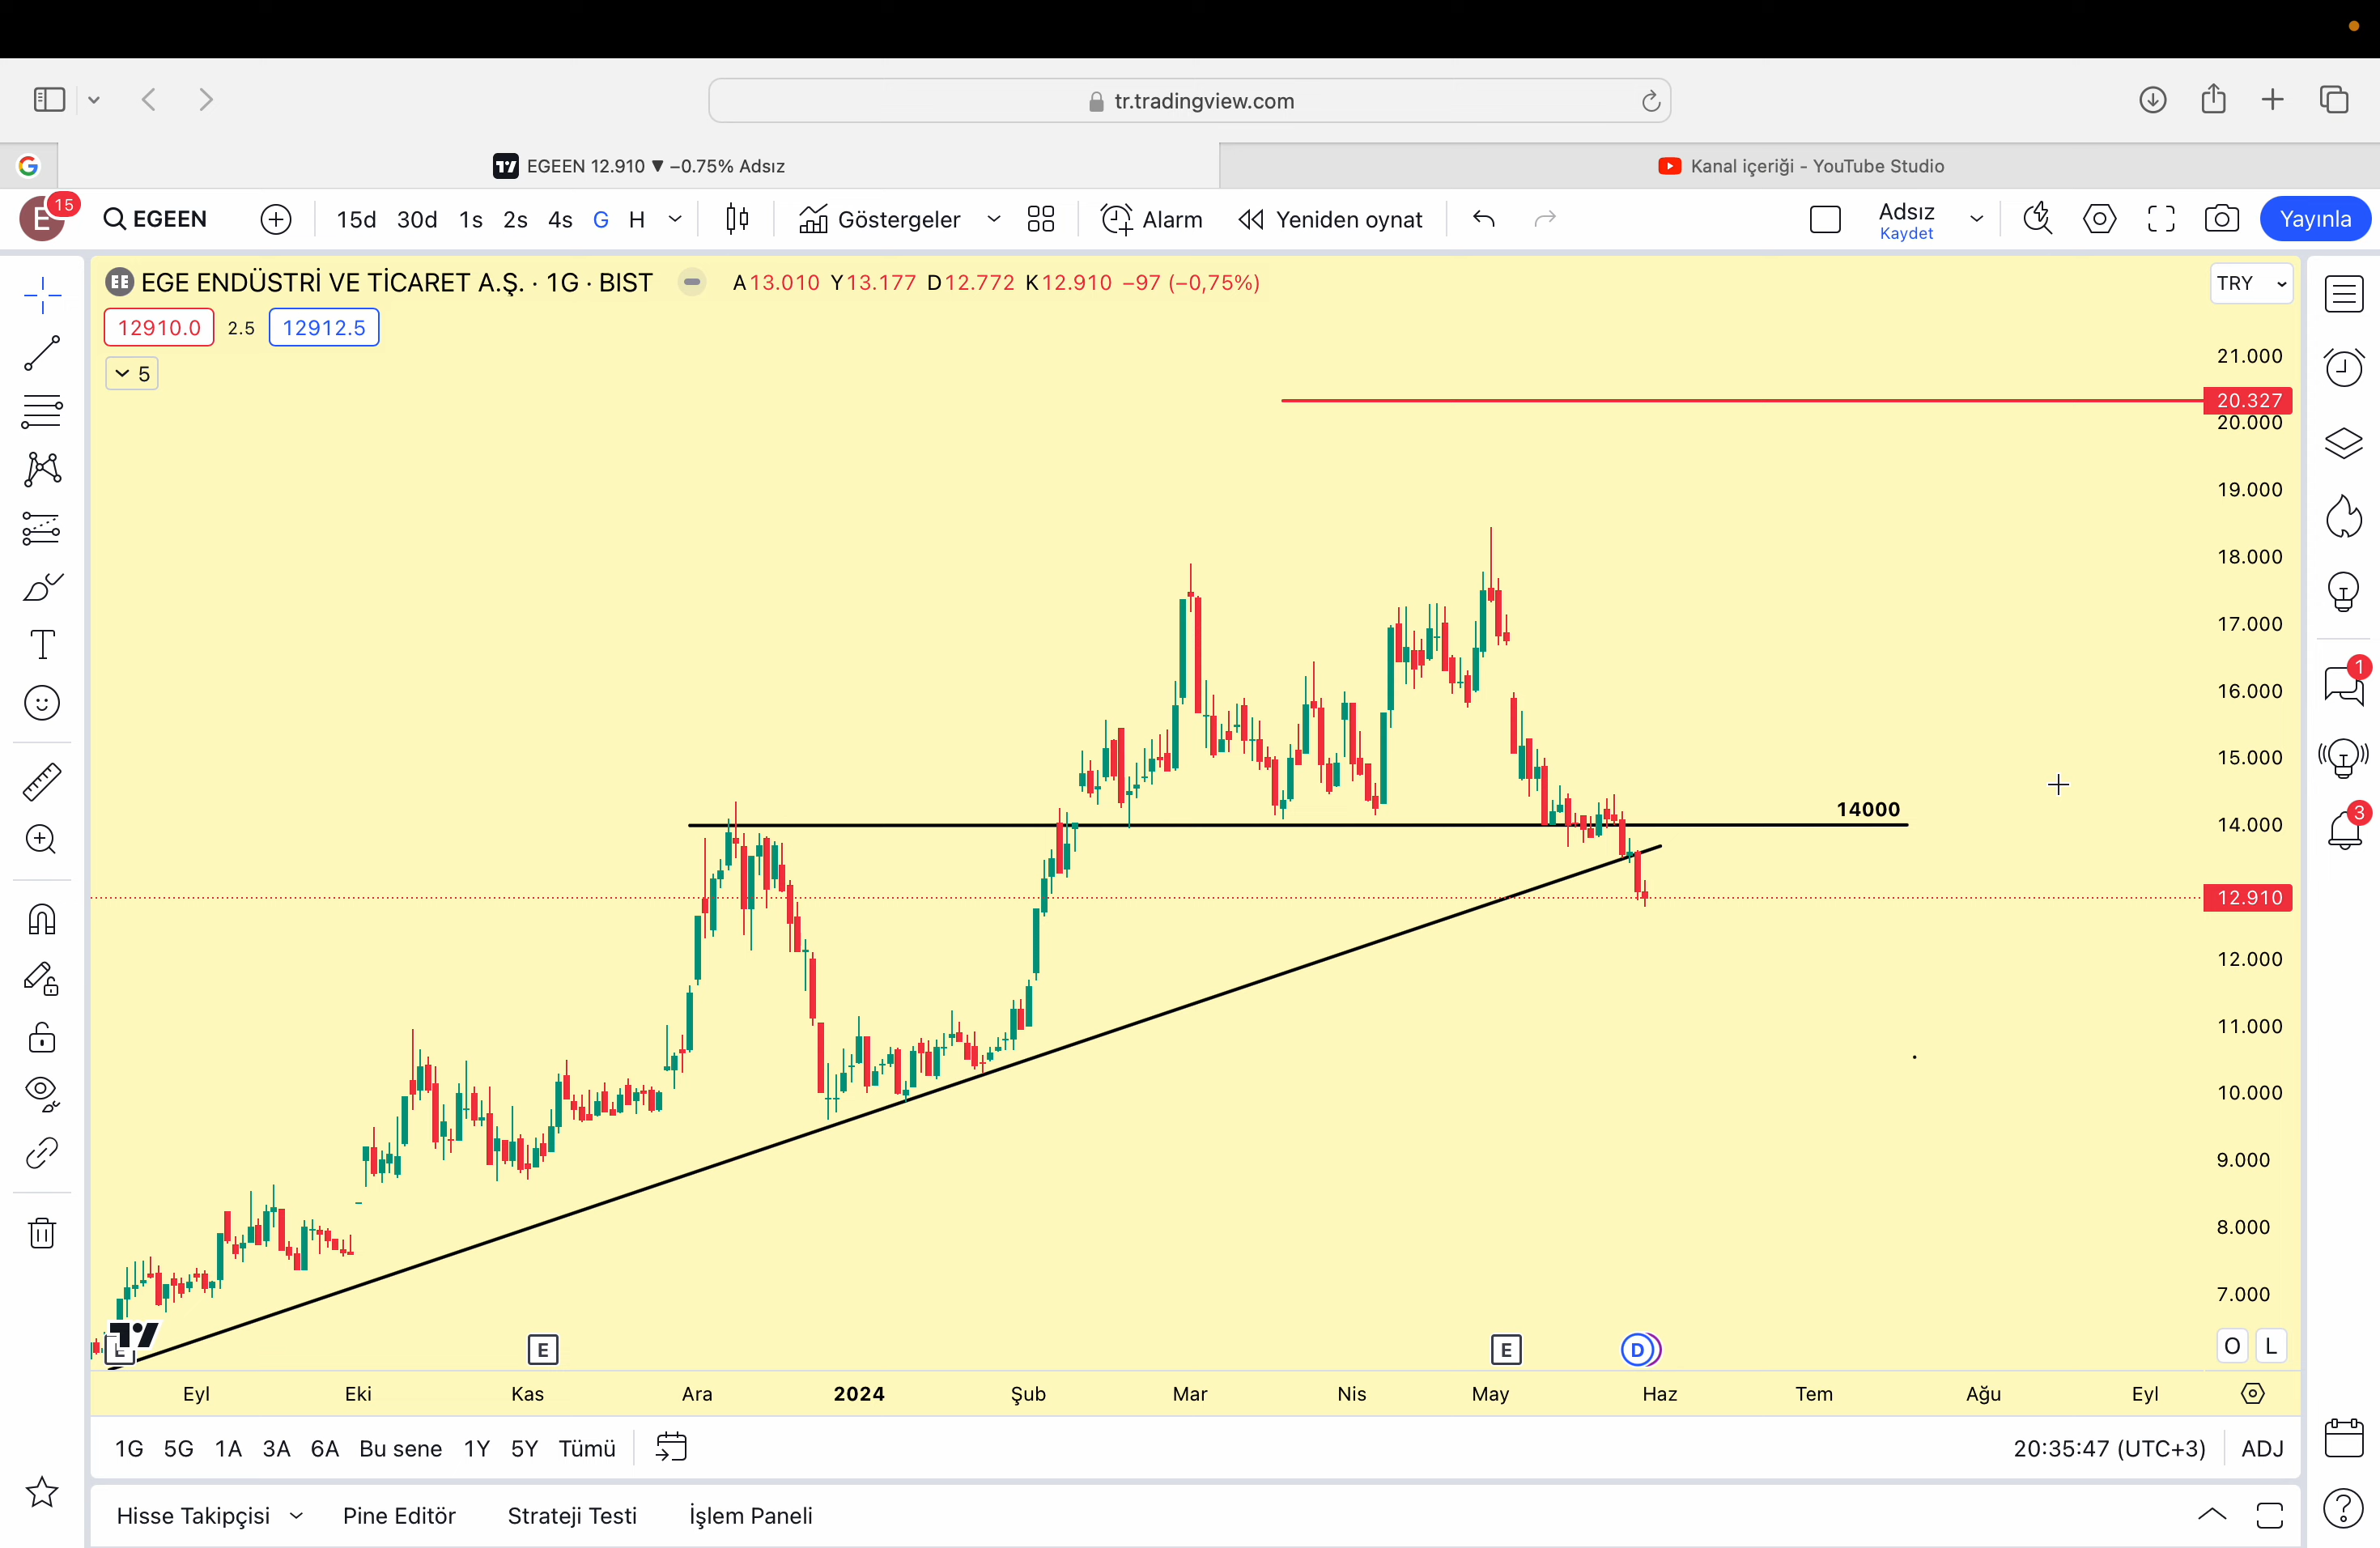 tr.tradingview.com
EGEEN 12.910 ▼ −0.75% Adsız
Kanal içeriği - YouTube Studio
E 15 EGEEN 15d 30d 1s 2s 4s G H Göstergeler Alarm Yeniden oynat Adsız Kaydet Yayınla
EE EGE ENDÜSTRİ VE TİCARET A.Ş. · 1G · BIST A13.010 Y13.177 D12.772 K12.910 −97 (−0,75%) TRY
12910.0 2.5 12912.5
5
21.000
20.327
20.000
19.000
18.000
17.000
16.000
1
15.000
14000
14.000
3
12.910
12.000
11.000
10.000
9.000
8.000
7.000
E E E D O L
Eyl Eki Kas Ara 2024 Şub Mar Nis May Haz Tem Ağu Eyl
1G 5G 1A 3A 6A Bu sene 1Y 5Y Tümü 20:35:47 (UTC+3) ADJ
Hisse Takipçisi Pine Editör Strateji Testi İşlem Paneli